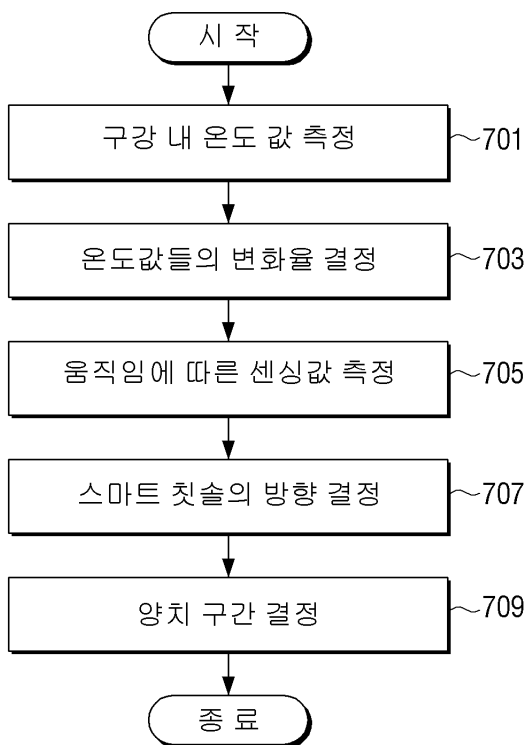 시 작
구강 내 온도 값 측정
701
온도값들의 변화율 결정
703
움직임에 따른 센싱값 측정
705
스마트 칫솔의 방향 결정
707
양치 구간 결정
709
종 료